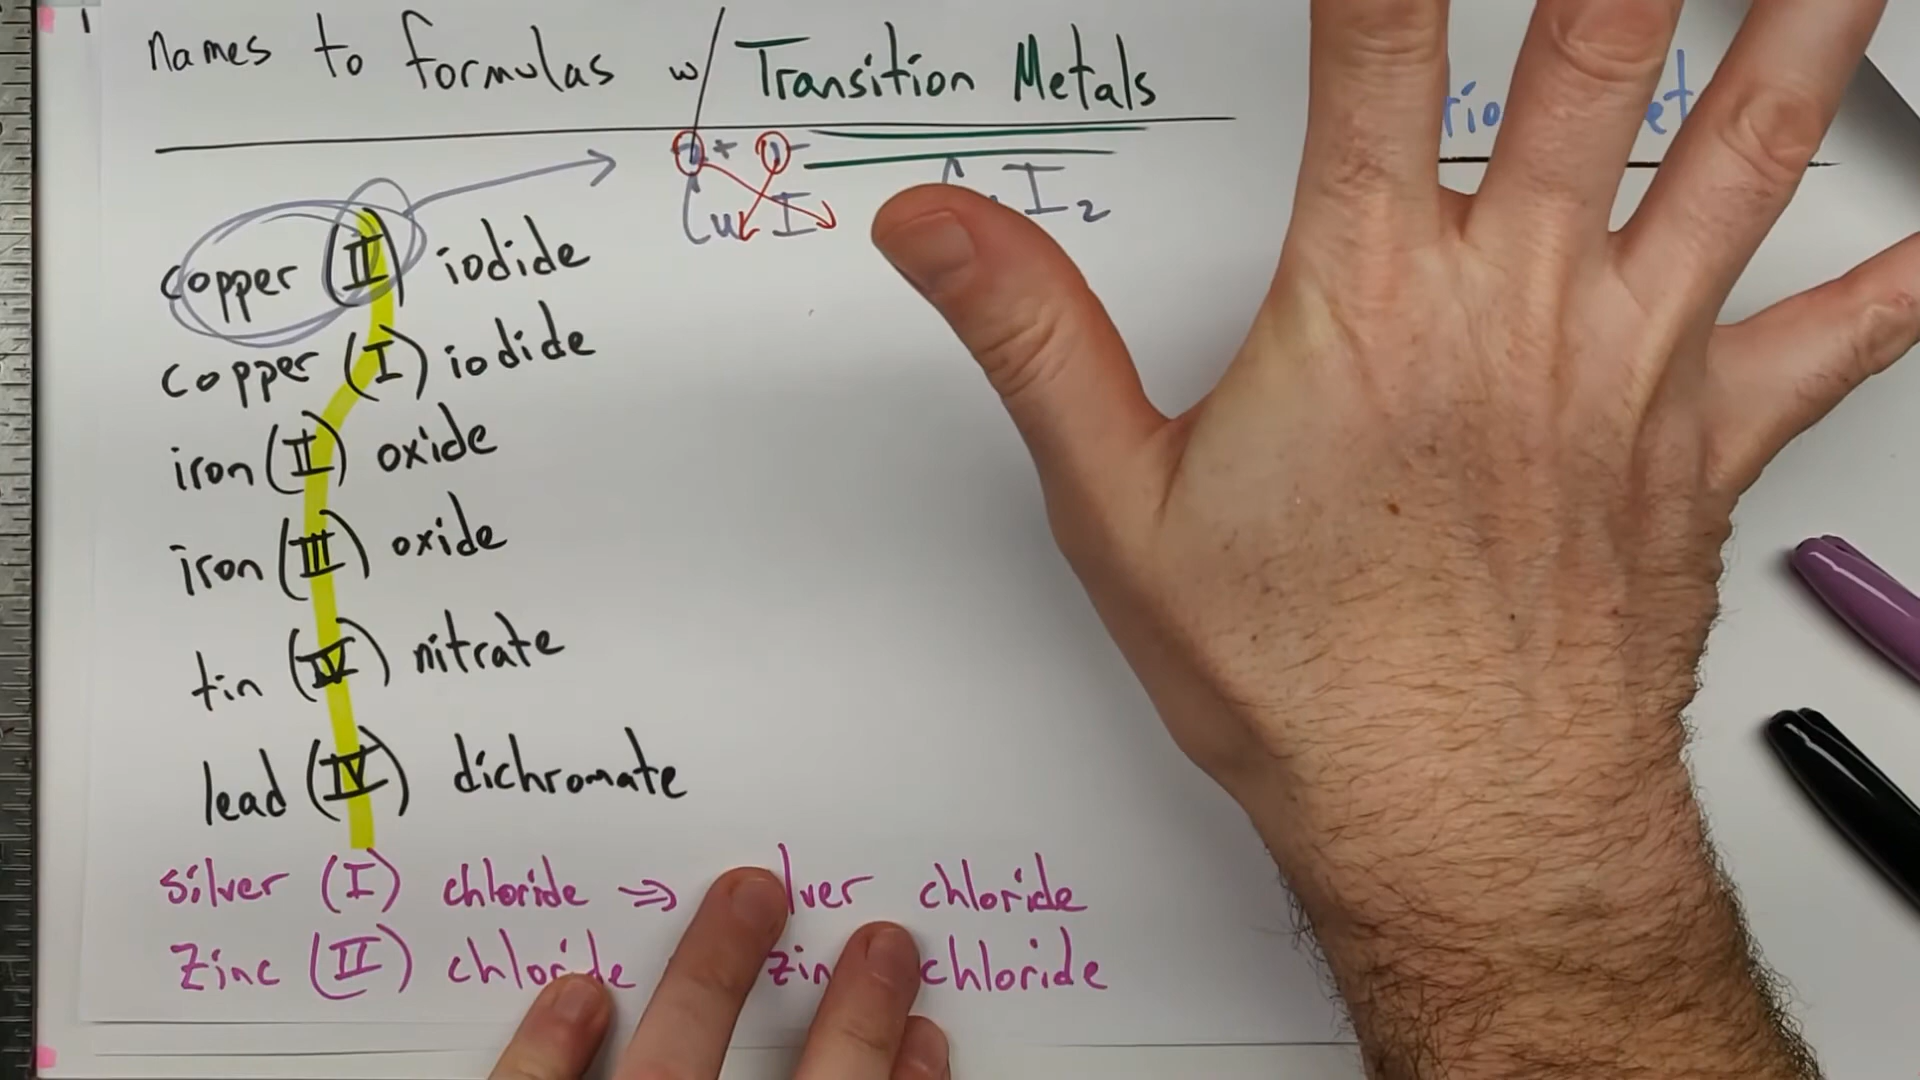 Names to formulas w/ Transition Metals
+ 1-
Cu I I2
copper (II) iodide
copper (I) iodide
iron (II) oxide
iron (III) oxide
tin (IV) nitrate
lead (IV) dichromate
silver (I) chloride ⇒ lver chloride
Zinc (II) chloride zin chloride